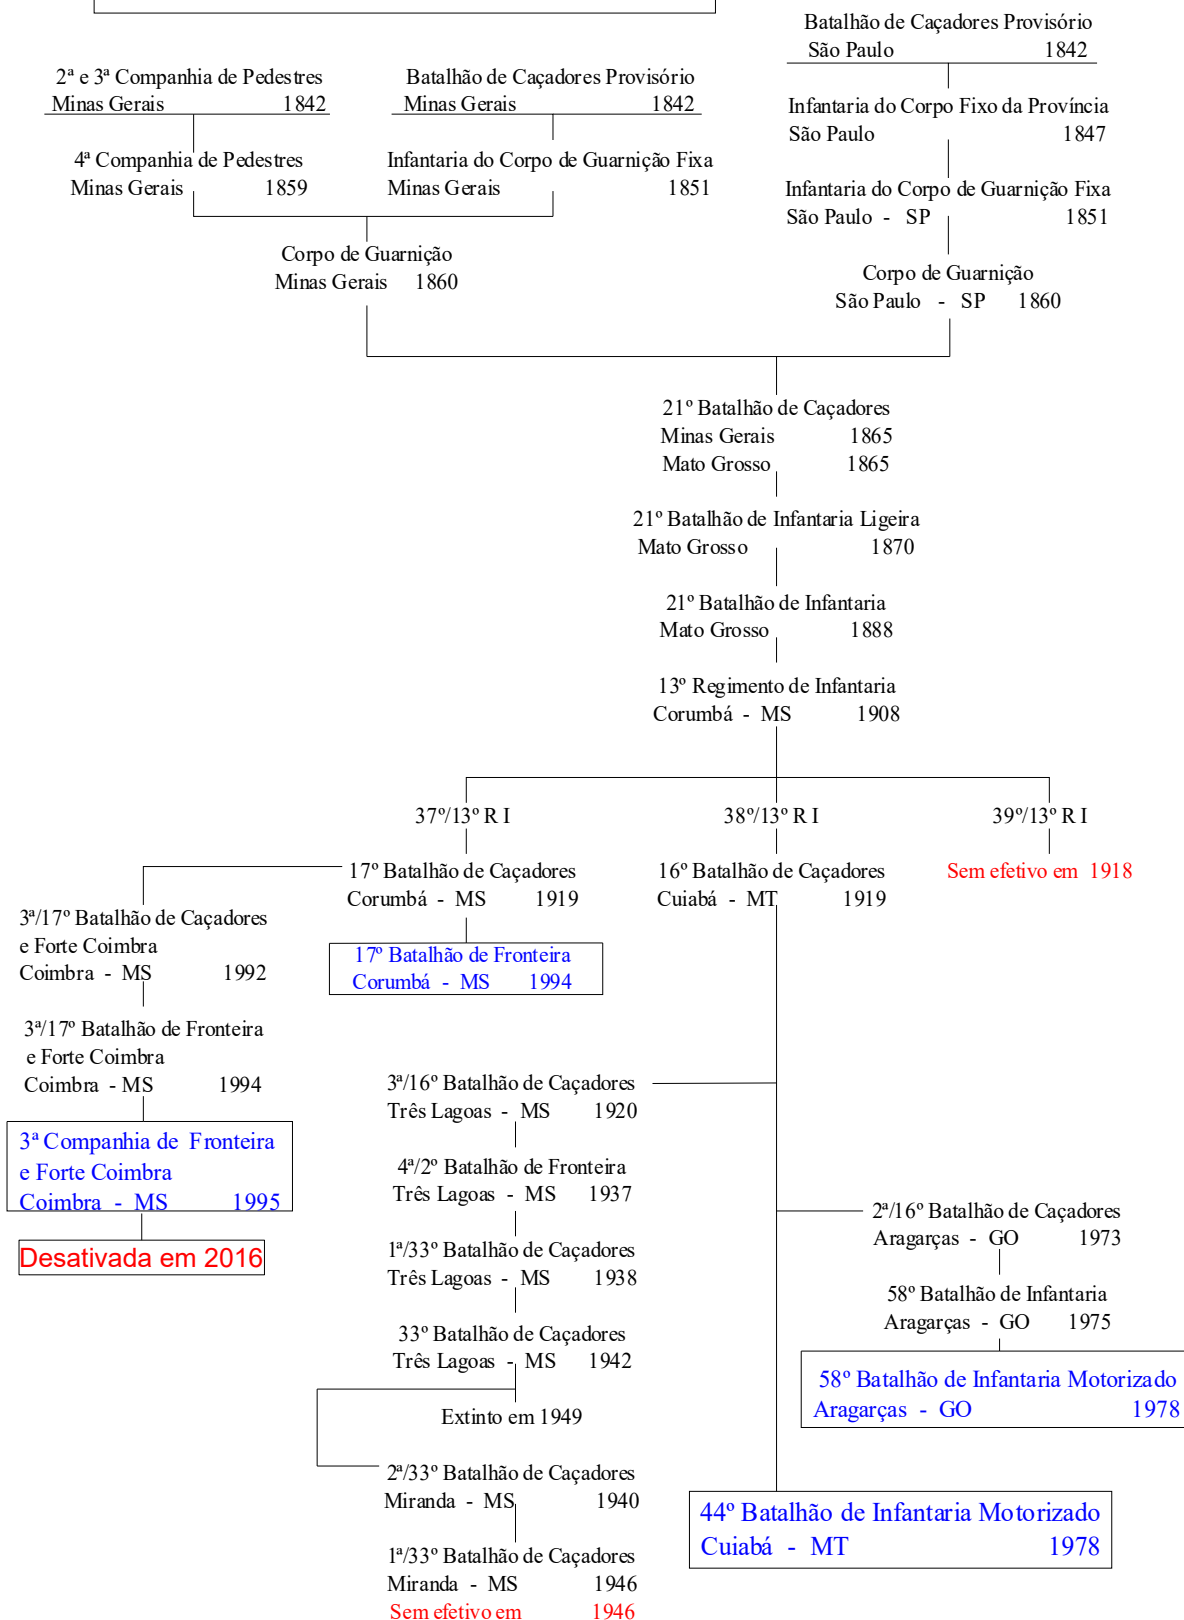 Batalhão de Caçadores Provisório
São Paulo 1842
2ª e 3ª Companhia de Pedestres
Minas Gerais 1842
Batalhão de Caçadores Provisório
Minas Gerais 1842
Infantaria do Corpo Fixo da Província
São Paulo 1847
4ª Companhia de Pedestres
Minas Gerais 1859
Infantaria do Corpo de Guarnição Fixa
Minas Gerais 1851
Infantaria do Corpo de Guarnição Fixa
São Paulo - SP 1851
Corpo de Guarnição
Minas Gerais 1860
Corpo de Guarnição
São Paulo - SP 1860
21º Batalhão de Caçadores
Minas Gerais 1865
Mato Grosso 1865
21º Batalhão de Infantaria Ligeira
Mato Grosso 1870
21º Batalhão de Infantaria
Mato Grosso 1888
13º Regimento de Infantaria
Corumbá - MS 1908
37º/13º R I
38º/13º R I
39º/13º R I
17º Batalhão de Caçadores
Corumbá - MS 1919
16º Batalhão de Caçadores
Cuiabá - MT 1919
Sem efetivo em 1918
3ª/17º Batalhão de Caçadores
e Forte Coimbra
Coimbra - MS 1992
17º Batalhão de Fronteira
Corumbá - MS 1994
3ª/17º Batalhão de Fronteira
e Forte Coimbra
Coimbra - MS 1994
3ª/16º Batalhão de Caçadores
Três Lagoas - MS 1920
3ª Companhia de Fronteira
e Forte Coimbra
Coimbra - MS 1995
4ª/2º Batalhão de Fronteira
Três Lagoas - MS 1937
2ª/16º Batalhão de Caçadores
Aragarças - GO 1973
Desativada em 2016
1ª/33º Batalhão de Caçadores
Três Lagoas - MS 1938
58º Batalhão de Infantaria
Aragarças - GO 1975
33º Batalhão de Caçadores
Três Lagoas - MS 1942
58º Batalhão de Infantaria Motorizado
Aragarças - GO 1978
Extinto em 1949
2ª/33º Batalhão de Caçadores
Miranda - MS 1940
44º Batalhão de Infantaria Motorizado
Cuiabá - MT 1978
1ª/33º Batalhão de Caçadores
Miranda - MS 1946
Sem efetivo em 1946